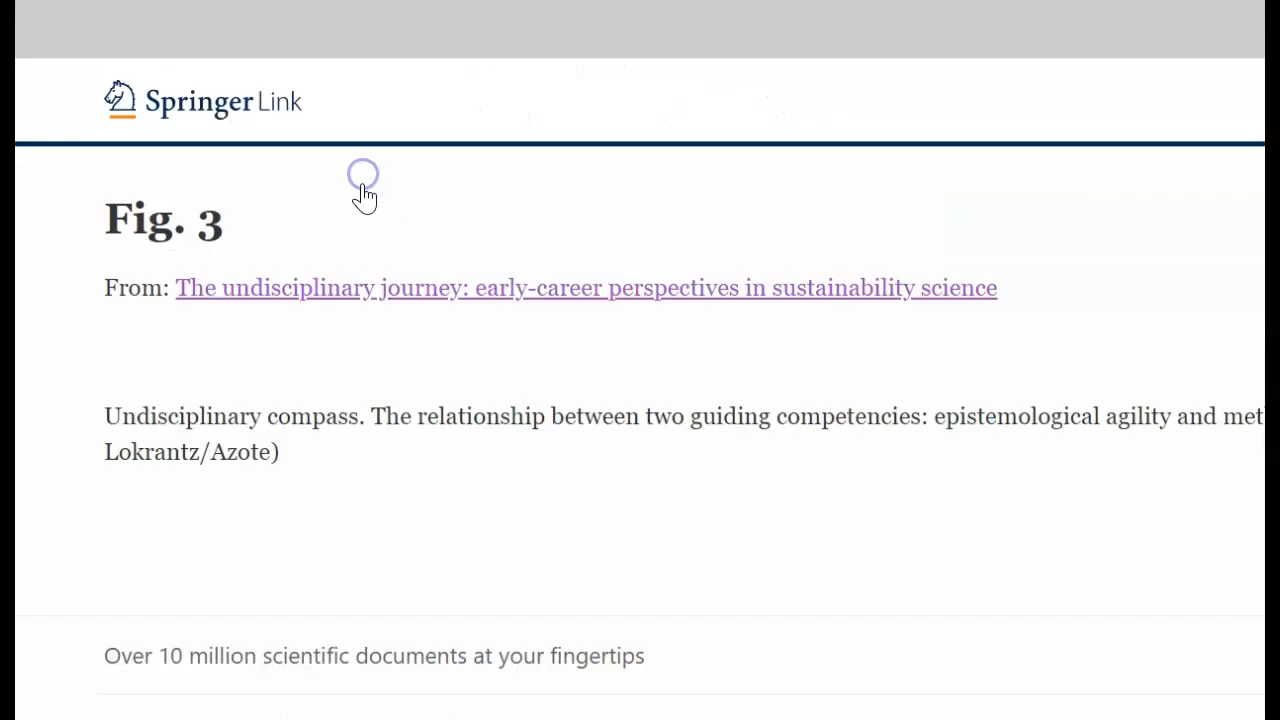 Springer Link
Fig. 3
From: The undisciplinary journey: early-career perspectives in sustainability science
Undisciplinary compass. The relationship between two guiding competencies: epistemological agility and
Lokrantz/Azote)
Over 10 million scientific documents at your fingertips